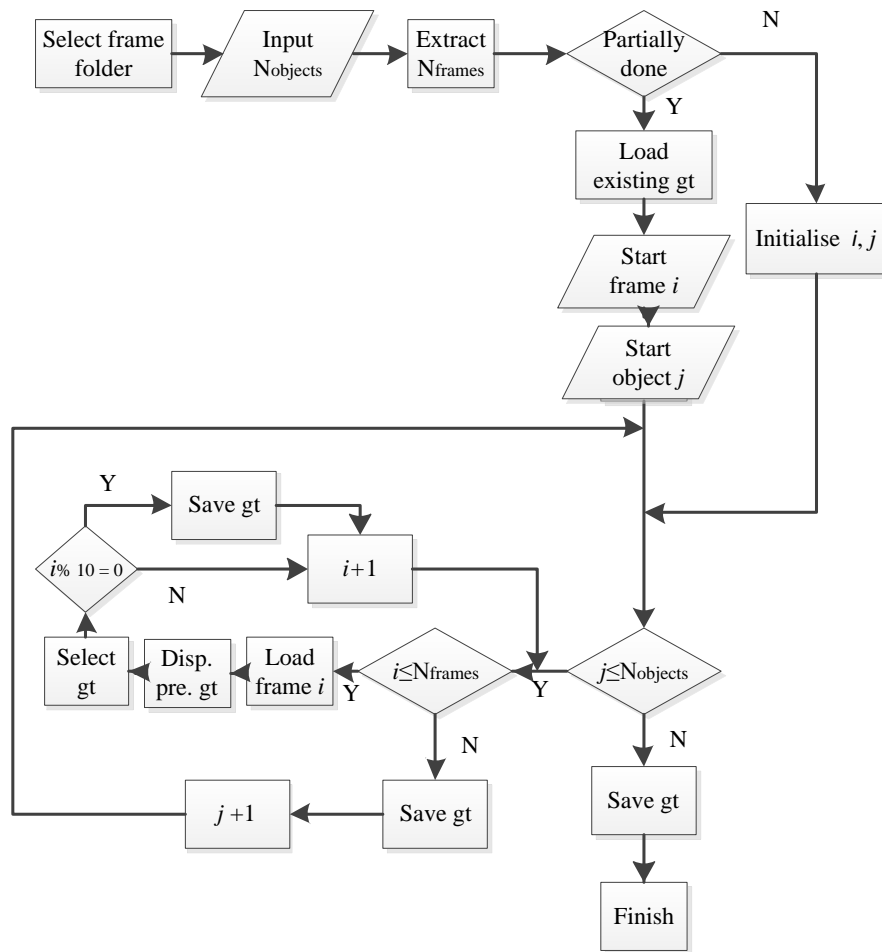 Select frame
folder
Input
Nobjects
Extract
Nframes
Partially
done
N
Y
Load
existing gt
Initialise i, j
Start
frame i
Start
object j
Y
Save gt
i% 10 = 0
N
i+1
Select
gt
Disp.
pre. gt
Load
frame i
Y
i≤Nframes
Y
j≤Nobjects
N
N
j +1
Save gt
Save gt
Finish